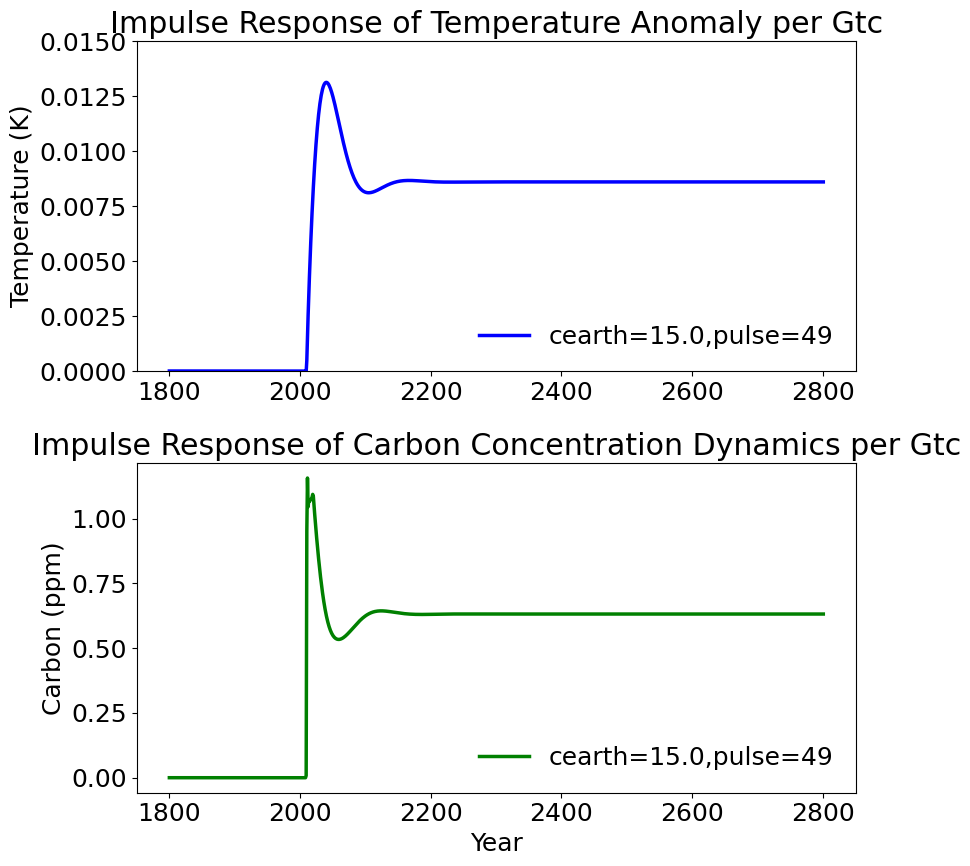 Impulse Response of Temperature Anomaly per Gtc
0.0150
0.0125
0.0100
0.0075
0.0050
0.0025
0.0000
Temperature (K)
cearth=15.0,pulse=49
1800 2000 2200 2400 2600 2800
Impulse Response of Carbon Concentration Dynamics per Gtc
1.00
0.75
0.50
0.25
0.00
Carbon (ppm)
cearth=15.0,pulse=49
1800 2000 2200 2400 2600 2800
Year